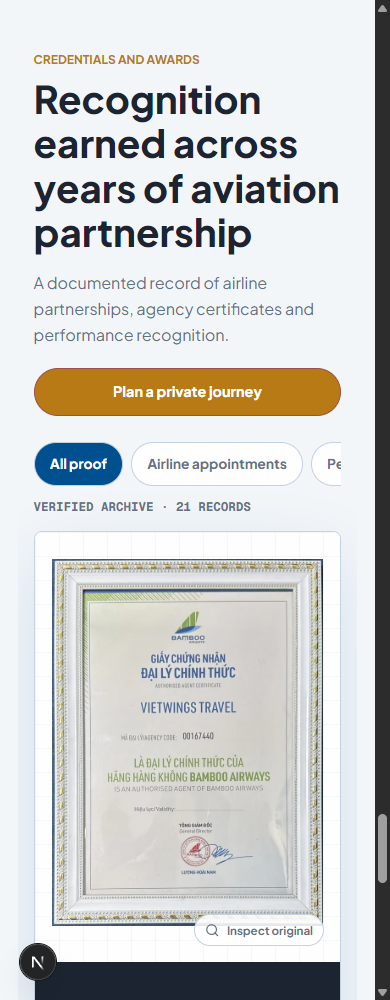 CREDENTIALS AND AWARDS
Recognition
earned across
years of aviation
partnership
A documented record of airline
partnerships, agency certificates and
performance recognition.
Plan a private journey
All proof
Airline appointments
Pe
VERIFIED ARCHIVE · 21 RECORDS
BAMBOO
AIRWAYS
GIẤY CHỨNG NHẬN
ĐẠI LÝ CHÍNH THỨC
AUTHORISED AGENT CERTIFICATE
VIETWINGS TRAVEL
MÃ ĐẠI LÝ/AGENCY CODE: 00167440
LÀ ĐẠI LÝ CHÍNH THỨC CỦA
HÃNG HÀNG KHÔNG BAMBOO AIRWAYS
IS AN AUTHORISED AGENT OF BAMBOO AIRWAYS
Hiệu lực/Validity:
TỔNG GIÁM ĐỐC
General Director
LƯƠNG HOÀI NAM
Inspect original
N